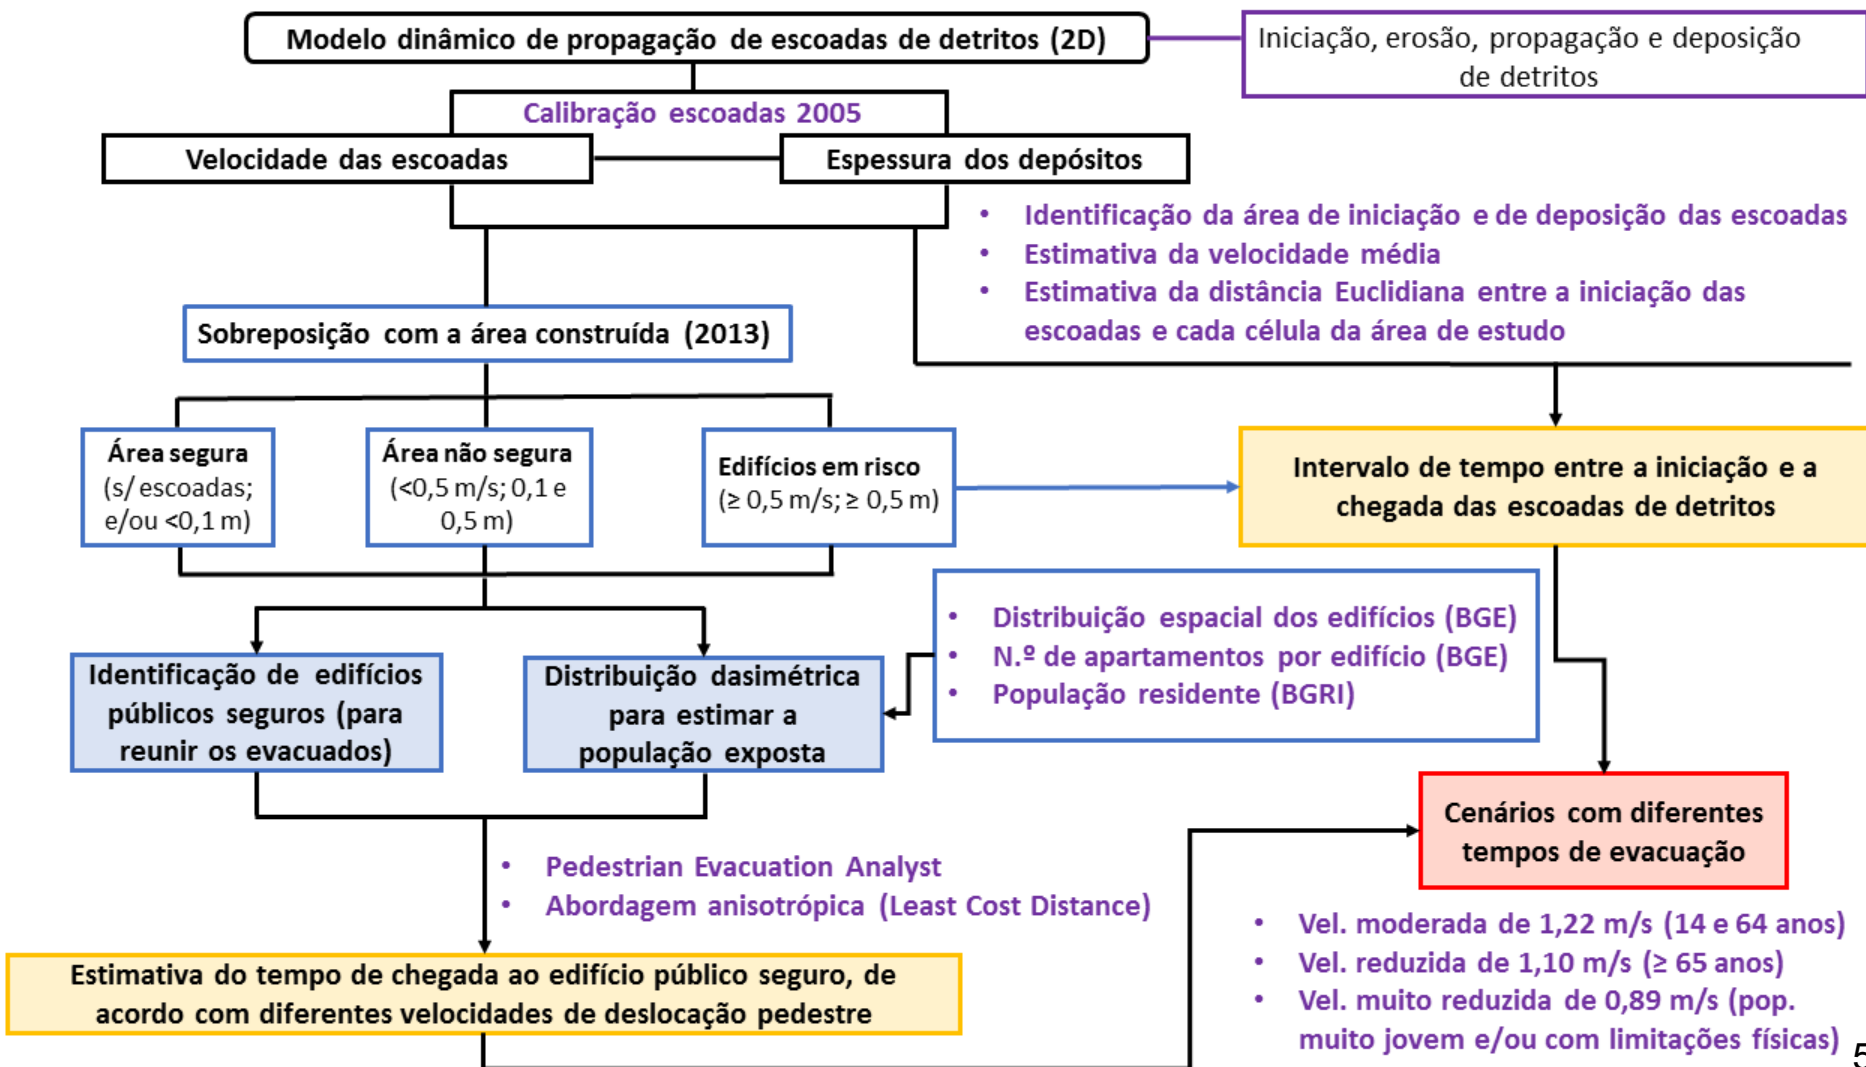 Modelo dinâmico de propagação de escoadas de detritos (2D)
Iniciação, erosão, propagação e deposição
de detritos
Calibração escoadas 2005
Velocidade das escoadas
Espessura dos depósitos
• Identificação da área de iniciação e de deposição das escoadas
• Estimativa da velocidade média
• Estimativa da distância Euclidiana entre a iniciação das
escoadas e cada célula da área de estudo
Sobreposição com a área construída (2013)
Área segura
(s/ escoadas;
e/ou <0,1 m)
Área não segura
(<0,5 m/s; 0,1 e
0,5 m)
Edifícios em risco
(≥ 0,5 m/s; ≥ 0,5 m)
Intervalo de tempo entre a iniciação e a
chegada das escoadas de detritos
Identificação de edifícios
públicos seguros (para
reunir os evacuados)
Distribuição dasimétrica
para estimar a
população exposta
• Distribuição espacial dos edifícios (BGE)
• N.º de apartamentos por edifício (BGE)
• População residente (BGRI)
Cenários com diferentes
tempos de evacuação
• Pedestrian Evacuation Analyst
• Abordagem anisotrópica (Least Cost Distance)
• Vel. moderada de 1,22 m/s (14 e 64 anos)
• Vel. reduzida de 1,10 m/s (≥ 65 anos)
• Vel. muito reduzida de 0,89 m/s (pop.
muito jovem e/ou com limitações físicas)
Estimativa do tempo de chegada ao edifício público seguro, de
acordo com diferentes velocidades de deslocação pedestre
5